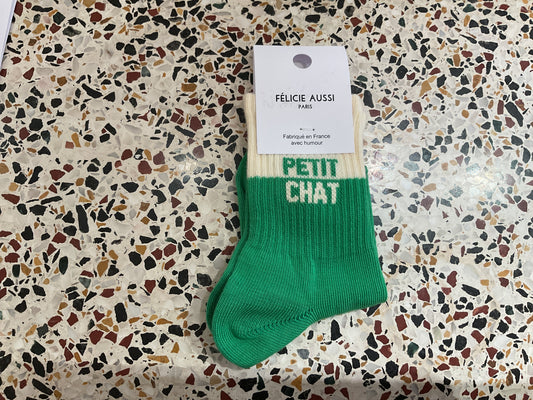 FÉLICIE AUSSI
PARIS
Fabriqué en France
avec humour
PETIT
CHAT